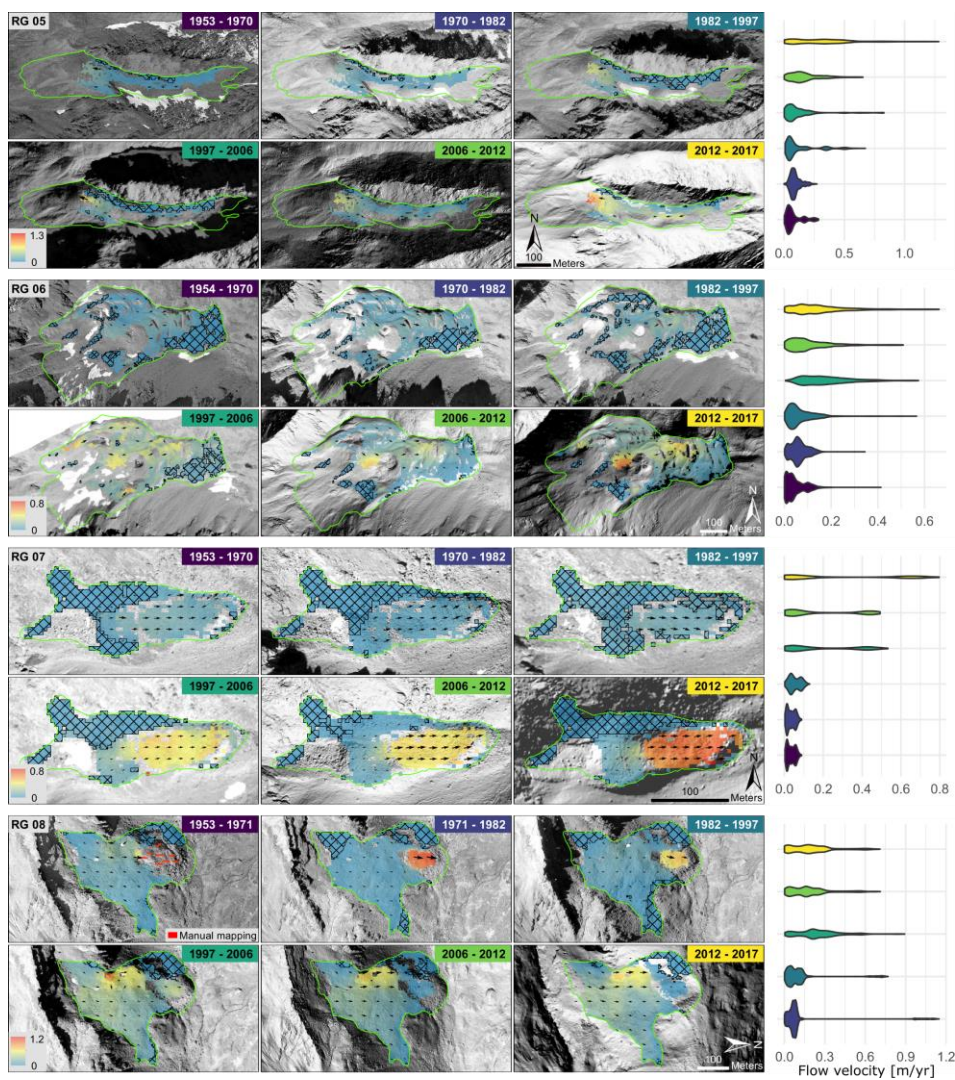 RG 05
1953 - 1970
1970 - 1982
1982 - 1997
1997 - 2006
2006 - 2012
2012 - 2017
1.3
0
N
100 Meters
0.0 0.5 1.0
RG 06
1954 - 1970
1970 - 1982
1982 - 1997
1997 - 2006
2006 - 2012
2012 - 2017
0.8
0
N
100 Meters
0.0 0.2 0.4 0.6
RG 07
1953 - 1970
1970 - 1982
1982 - 1997
1997 - 2006
2006 - 2012
2012 - 2017
0.8
0
N
100 Meters
0.0 0.2 0.4 0.6 0.8
RG 08
1953 - 1971
1971 - 1982
1982 - 1997
Manual mapping
1997 - 2006
2006 - 2012
2012 - 2017
1.2
0
N
100 Meters
0.0 0.3 0.6 0.9 1.2
Flow velocity [m/yr]